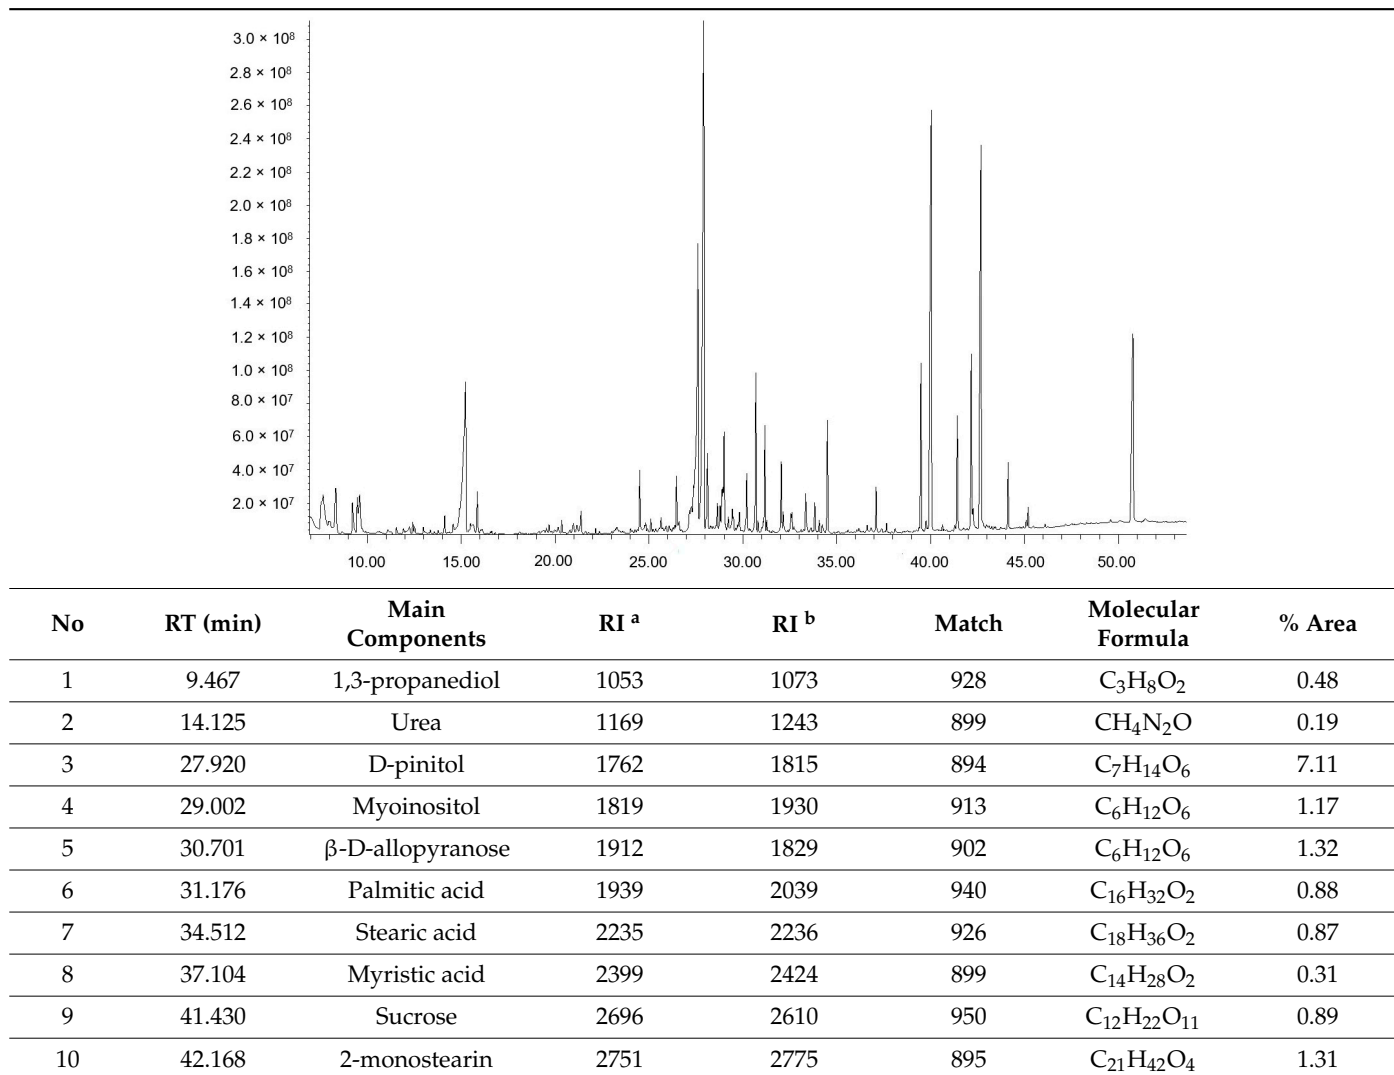 3.0 × 10⁸
2.8 × 10⁸
2.6 × 10⁸
2.4 × 10⁸
2.2 × 10⁸
2.0 × 10⁸
1.8 × 10⁸
1.6 × 10⁸
1.4 × 10⁸
1.2 × 10⁸
1.0 × 10⁸
8.0 × 10⁷
6.0 × 10⁷
4.0 × 10⁷
2.0 × 10⁷
10.00 15.00 20.00 25.00 30.00 35.00 40.00 45.00 50.00
No RT (min) Main Components RI ᵃ RI ᵇ Match Molecular Formula % Area
1 9.467 1,3-propanediol 1053 1073 928 C₃H₈O₂ 0.48
2 14.125 Urea 1169 1243 899 CH₄N₂O 0.19
3 27.920 D-pinitol 1762 1815 894 C₇H₁₄O₆ 7.11
4 29.002 Myoinositol 1819 1930 913 C₆H₁₂O₆ 1.17
5 30.701 β-D-allopyranose 1912 1829 902 C₆H₁₂O₆ 1.32
6 31.176 Palmitic acid 1939 2039 940 C₁₆H₃₂O₂ 0.88
7 34.512 Stearic acid 2235 2236 926 C₁₈H₃₆O₂ 0.87
8 37.104 Myristic acid 2399 2424 899 C₁₄H₂₈O₂ 0.31
9 41.430 Sucrose 2696 2610 950 C₁₂H₂₂O₁₁ 0.89
10 42.168 2-monostearin 2751 2775 895 C₂₁H₄₂O₄ 1.31